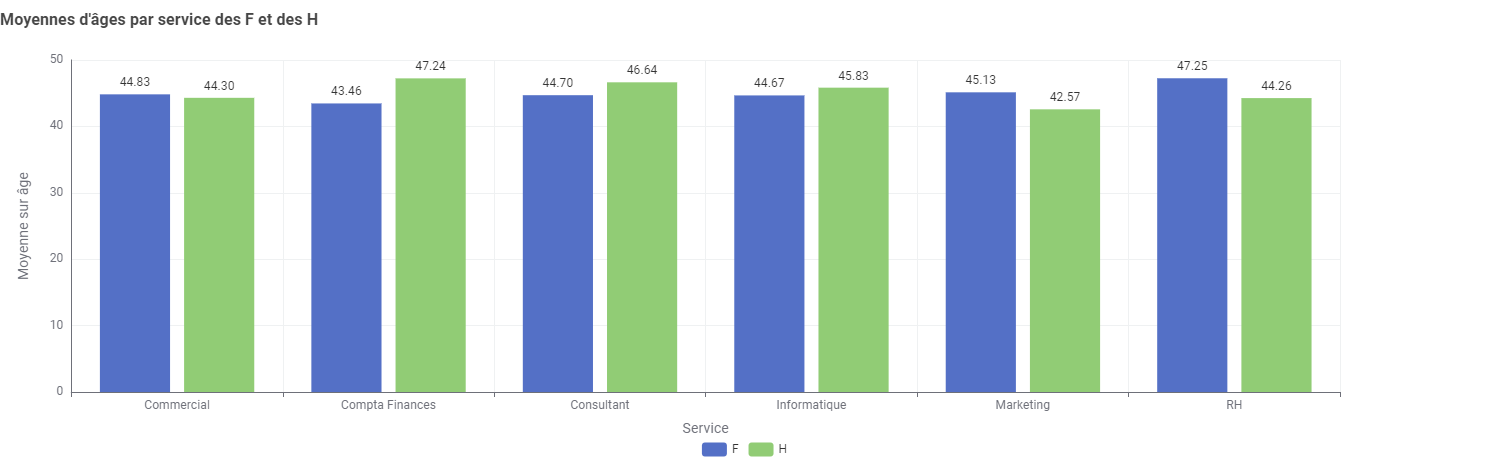 Moyennes d'âges par service des F et des H
Moyenne sur âge
50
40
30
20
10
0
44.83
44.30
43.46
47.24
44.70
46.64
44.67
45.83
45.13
42.57
47.25
44.26
Commercial
Compta Finances
Consultant
Informatique
Marketing
RH
Service
F
H